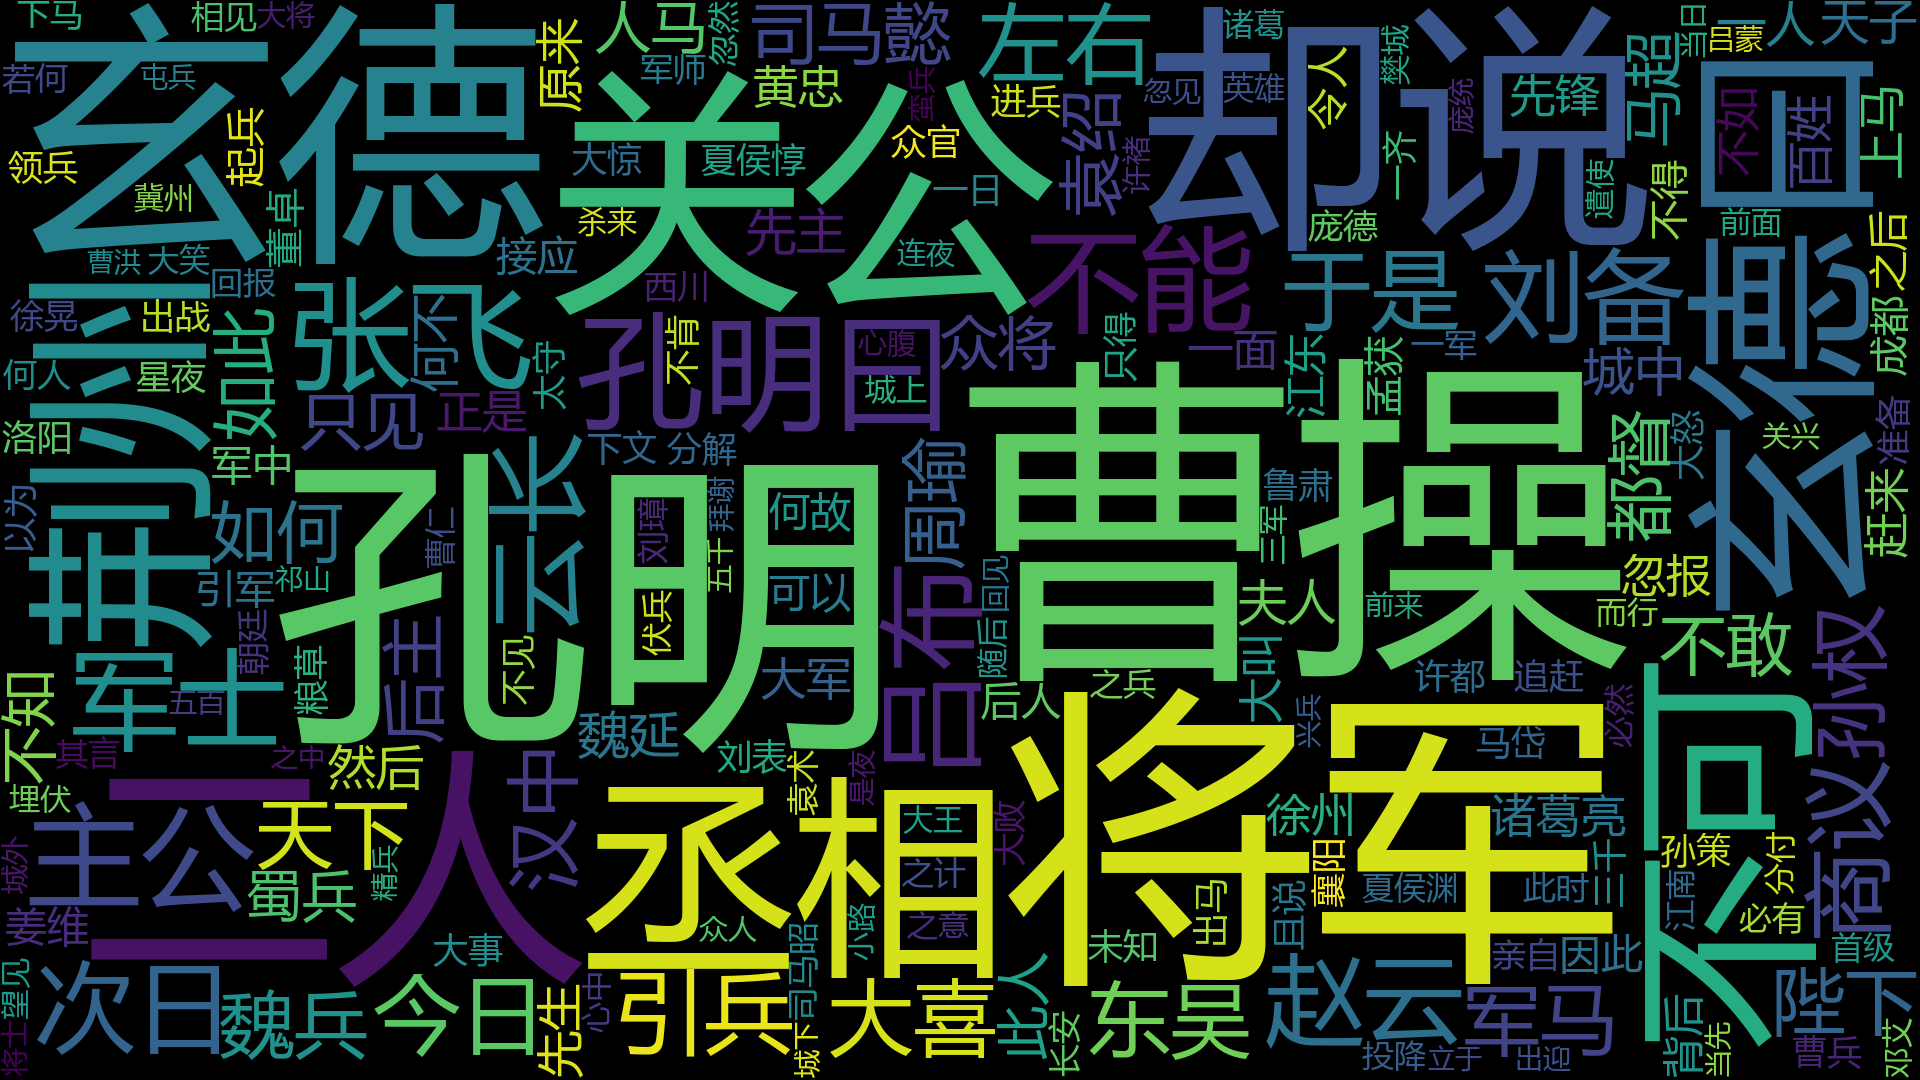 下马
相见
大将
人马
忽然
司马懿
左右
诸葛
樊城
当日
一人
吕蒙
天子
玄德
若何
屯兵
原来
军师
黄忠
蛮兵
进兵
忽见
英雄
令人
庞统
先锋
马超
不如
百姓
上马
却说
关公
领兵
起兵
冀州
董卓
大惊
夏侯惇
众官
袁绍
许褚
一齐
遣使
不得
前面
之后
曹洪
大笑
回报
接应
杀来
先主
一日
连夜
西川
不能
庞德
于是
刘备
忽回
徐晃
出战
如此
张飞
何不
太守
孔明曰
不肯
心腹
众将
只得
一面
江东
孟获
一军
城中
成都
荆州
何人
星夜
只见
正是
城上
洛阳
军中
下文
分解
曹操
都督
大怒
关兴
准备
以为
如何
云长
曹仁
拜谢
刘璋
何故
周瑜
鲁肃
三军
赶来
引军
祁山
孔明
五千
可以
伏兵
吕布
回见
夫人
前来
忽报
而行
不敢
孙权
军士
朝廷
粮草
后主
不见
大军
随后
后人
之兵
大叫
许都
追赶
不知
五百
魏延
兴兵
必然
其言
之中
然后
刘表
袁术
是夜
将军
马岱
不可
商议
埋伏
二人
汉中
丞相
大王
大败
徐州
诸葛亮
孙策
分付
主公
天下
城外
蜀兵
精兵
之计
襄阳
夏侯渊
此时
三千
江南
必有
姜维
大事
众人
司马昭
小路
之意
出马
且说
未知
亲自
因此
首级
望见
次日
魏兵
今日
先生
心中
引兵
城下
大喜
此人
长安
东吴
赵云
军马
背后
当先
陛下
将士
投降
立于
出迎
曹兵
邓艾